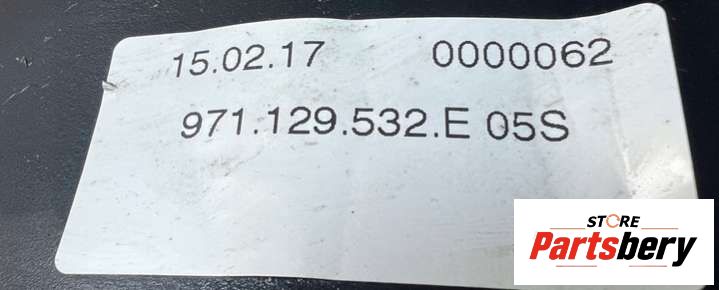 15.02.17 0000062
971.129.532.E 05S
STORE
Partsbery